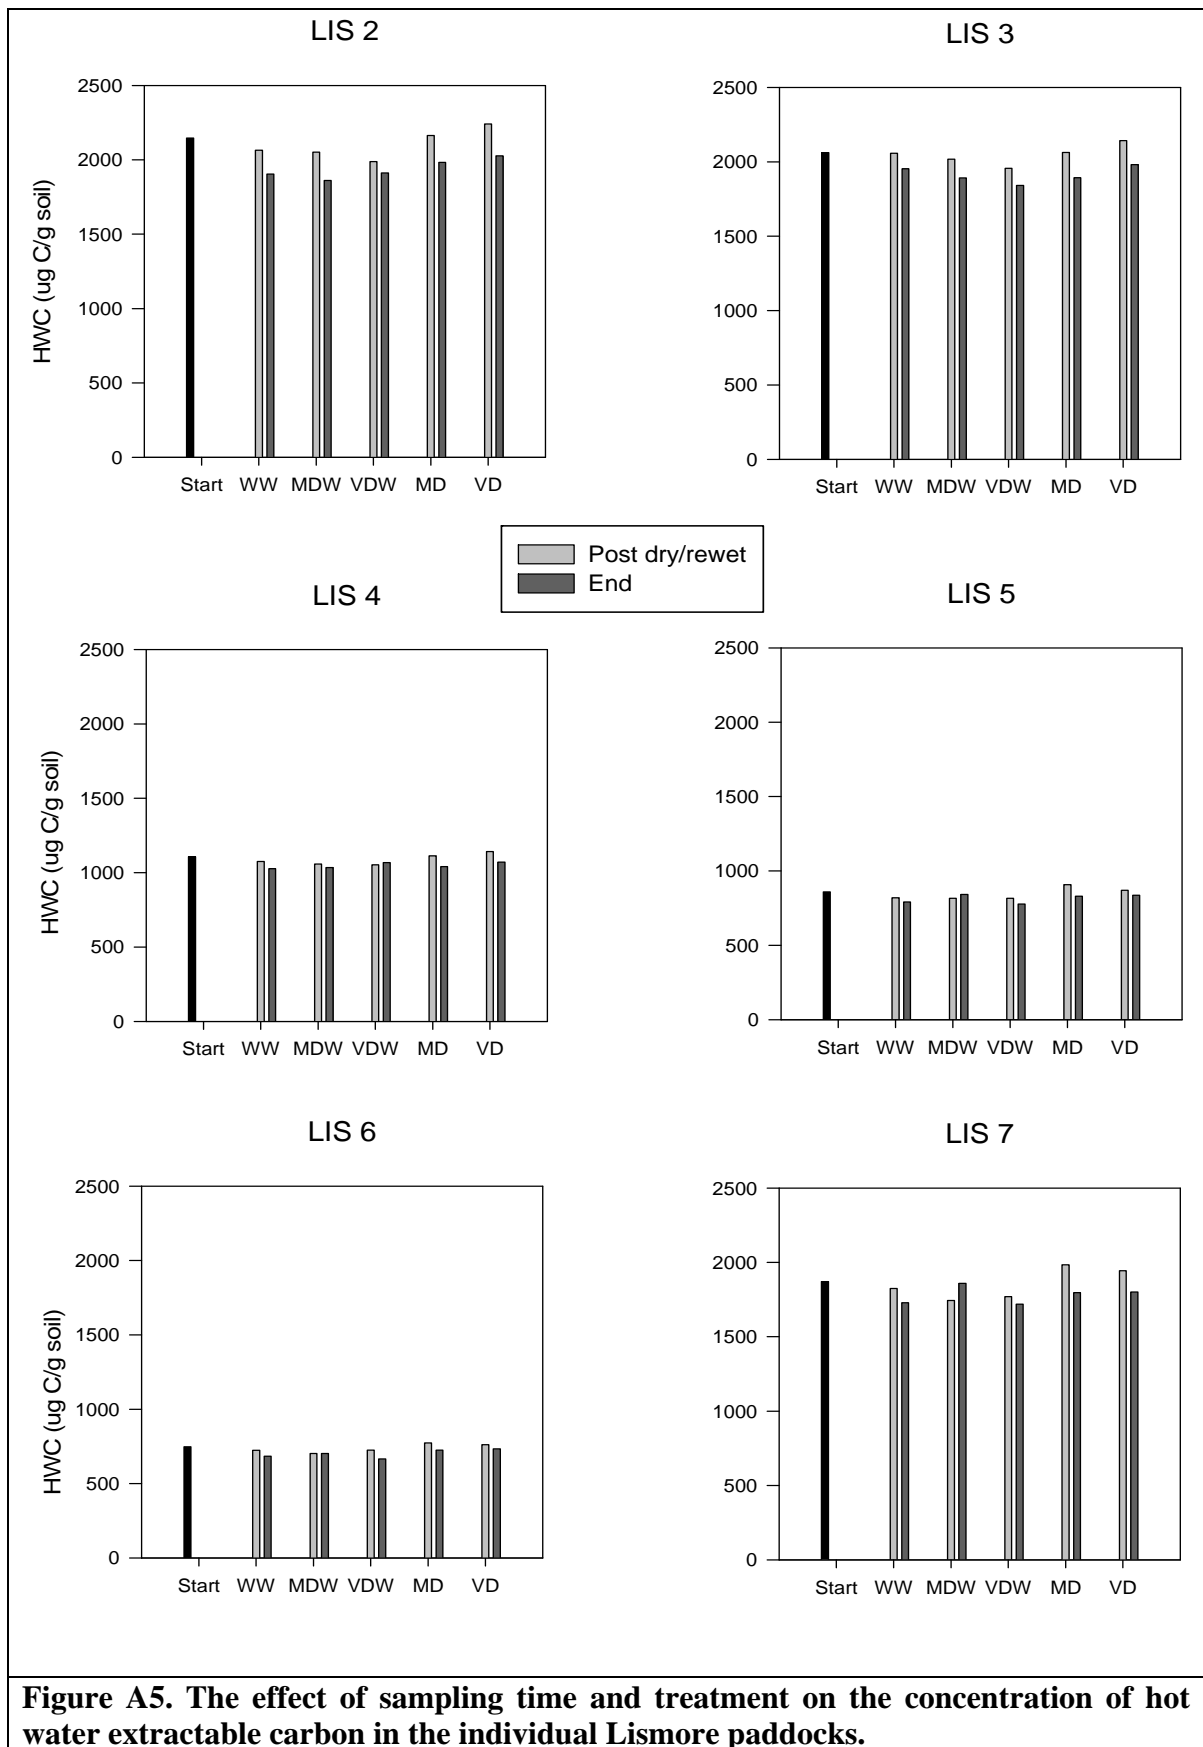 LIS 2
LIS 3
HWC (ug C/g soil)
2500
2000
1500
1000
500
0
Start WW MDW VDW MD VD
2500
2000
1500
1000
500
0
Start WW MDW VDW MD VD
Post dry/rewet
End
LIS 4
LIS 5
HWC (ug C/g soil)
2500
2000
1500
1000
500
0
Start WW MDW VDW MD VD
2500
2000
1500
1000
500
0
Start WW MDW VDW MD VD
LIS 6
LIS 7
HWC (ug C/g soil)
2500
2000
1500
1000
500
0
Start WW MDW VDW MD VD
2500
2000
1500
1000
500
0
Start WW MDW VDW MD VD
Figure A5. The effect of sampling time and treatment on the concentration of hot
water extractable carbon in the individual Lismore paddocks.